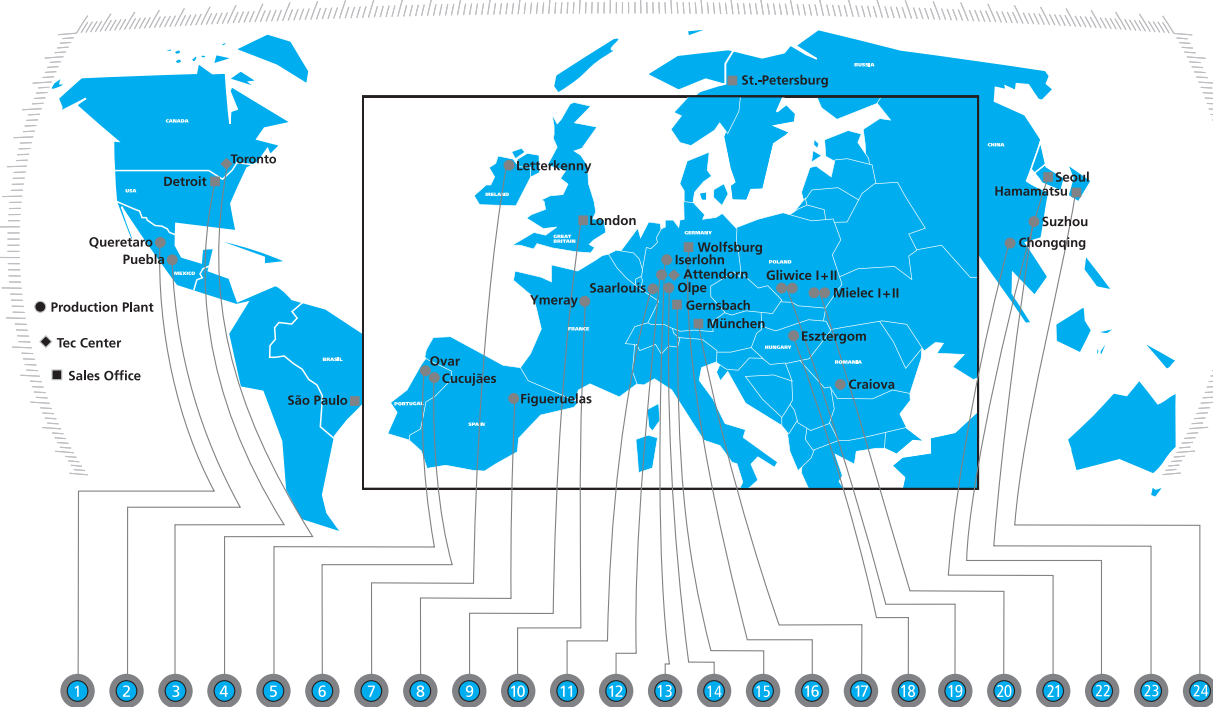 RUSSIA
St.-Petersburg
CANADA
CHINA
Toronto
Letterkenny
Detroit
Seoul
Hamamatsu
USA
IRELAND
London
Suzhou
GERMANY
GREAT
BRITAIN
Queretaro
Wolfsburg
Chongqing
Puebla
Iserlohn
POLAND
MEXICO
Attendorn
Gliwice I+II
Saarlouis
Olpe
Mielec I+II
Ymeray
Gernsbach
Production Plant
München
FRANCE
Esztergom
Tec Center
HUNGARY
BRASIL
Ovar
ROMANIA
Sales Office
Cucujães
Craiova
São Paulo
PORTUGAL
Figueruelas
SPAIN
1 2 3 4 5 6 7 8 9 10 11 12 13 14 15 16 17 18 19 20 21 22 23 24